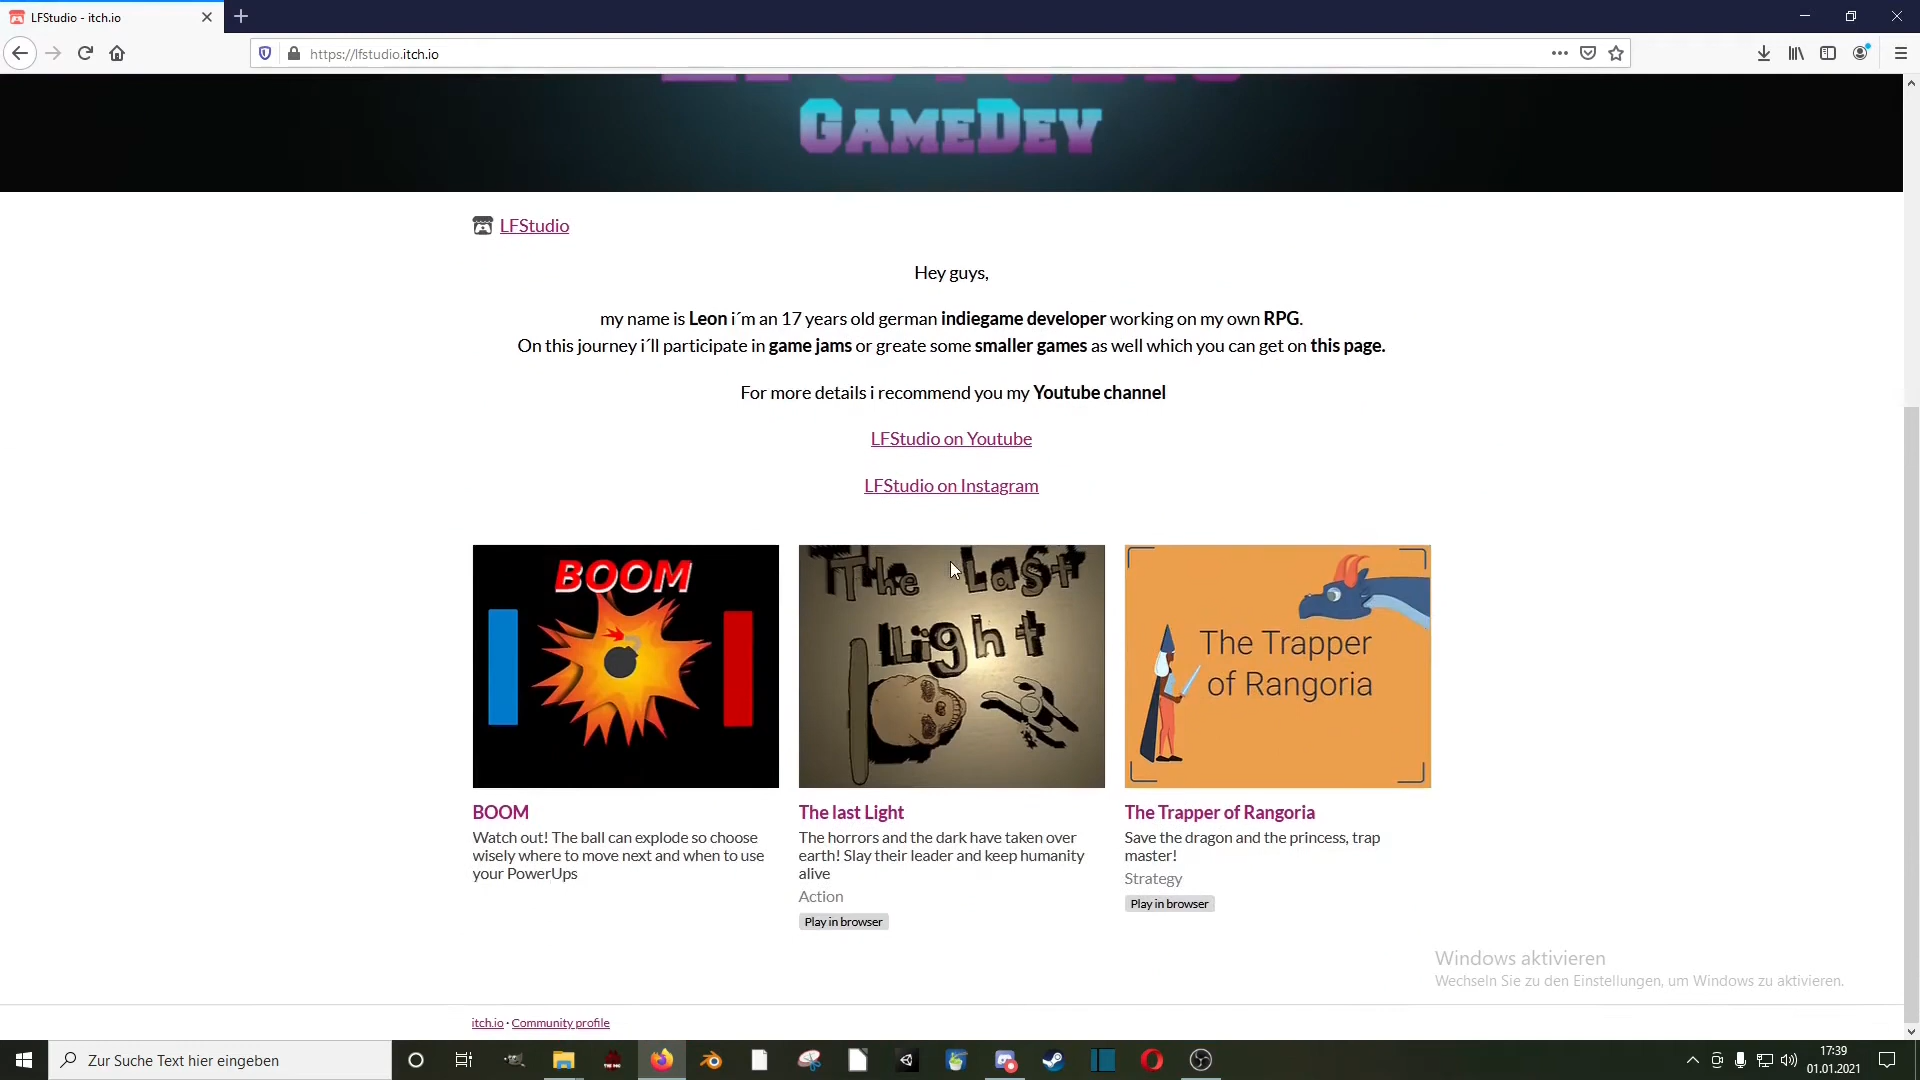 LFStudio - itch.io
https://lfstudio.itch.io
GAMEDEV
LFStudio
Hey guys,
my name is Leon i´m an 17 years old german indiegame developer working on my own RPG.
On this journey i´ll participate in game jams or greate some smaller games as well which you can get on this page.
For more details i recommend you my Youtube channel
LFStudio on Youtube
LFStudio on Instagram
BOOM
The Last
Light
The Trapper
of Rangoria
BOOM
Watch out! The ball can explode so choose
wisely where to move next and when to use
your PowerUps
The last Light
The horrors and the dark have taken over
earth! Slay their leader and keep humanity
alive
Action
Play in browser
The Trapper of Rangoria
Save the dragon and the princess, trap
master!
Strategy
Play in browser
Windows aktivieren
Wechseln Sie zu den Einstellungen, um Windows zu aktivieren.
itch.io · Community profile
Zur Suche Text hier eingeben
17:39
01.01.2021